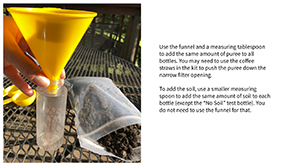 Use the funnel and a measuring tablespoon
to add the same amount of puree to all
bottles. You may need to use the coffee
straws in the kit to push the puree down the
narrow filter opening.
To add the soil, use a smaller measuring
spoon to add the same amount of soil to each
bottle (except the "No Soil" test bottle). You
do not need to use the funnel for that.